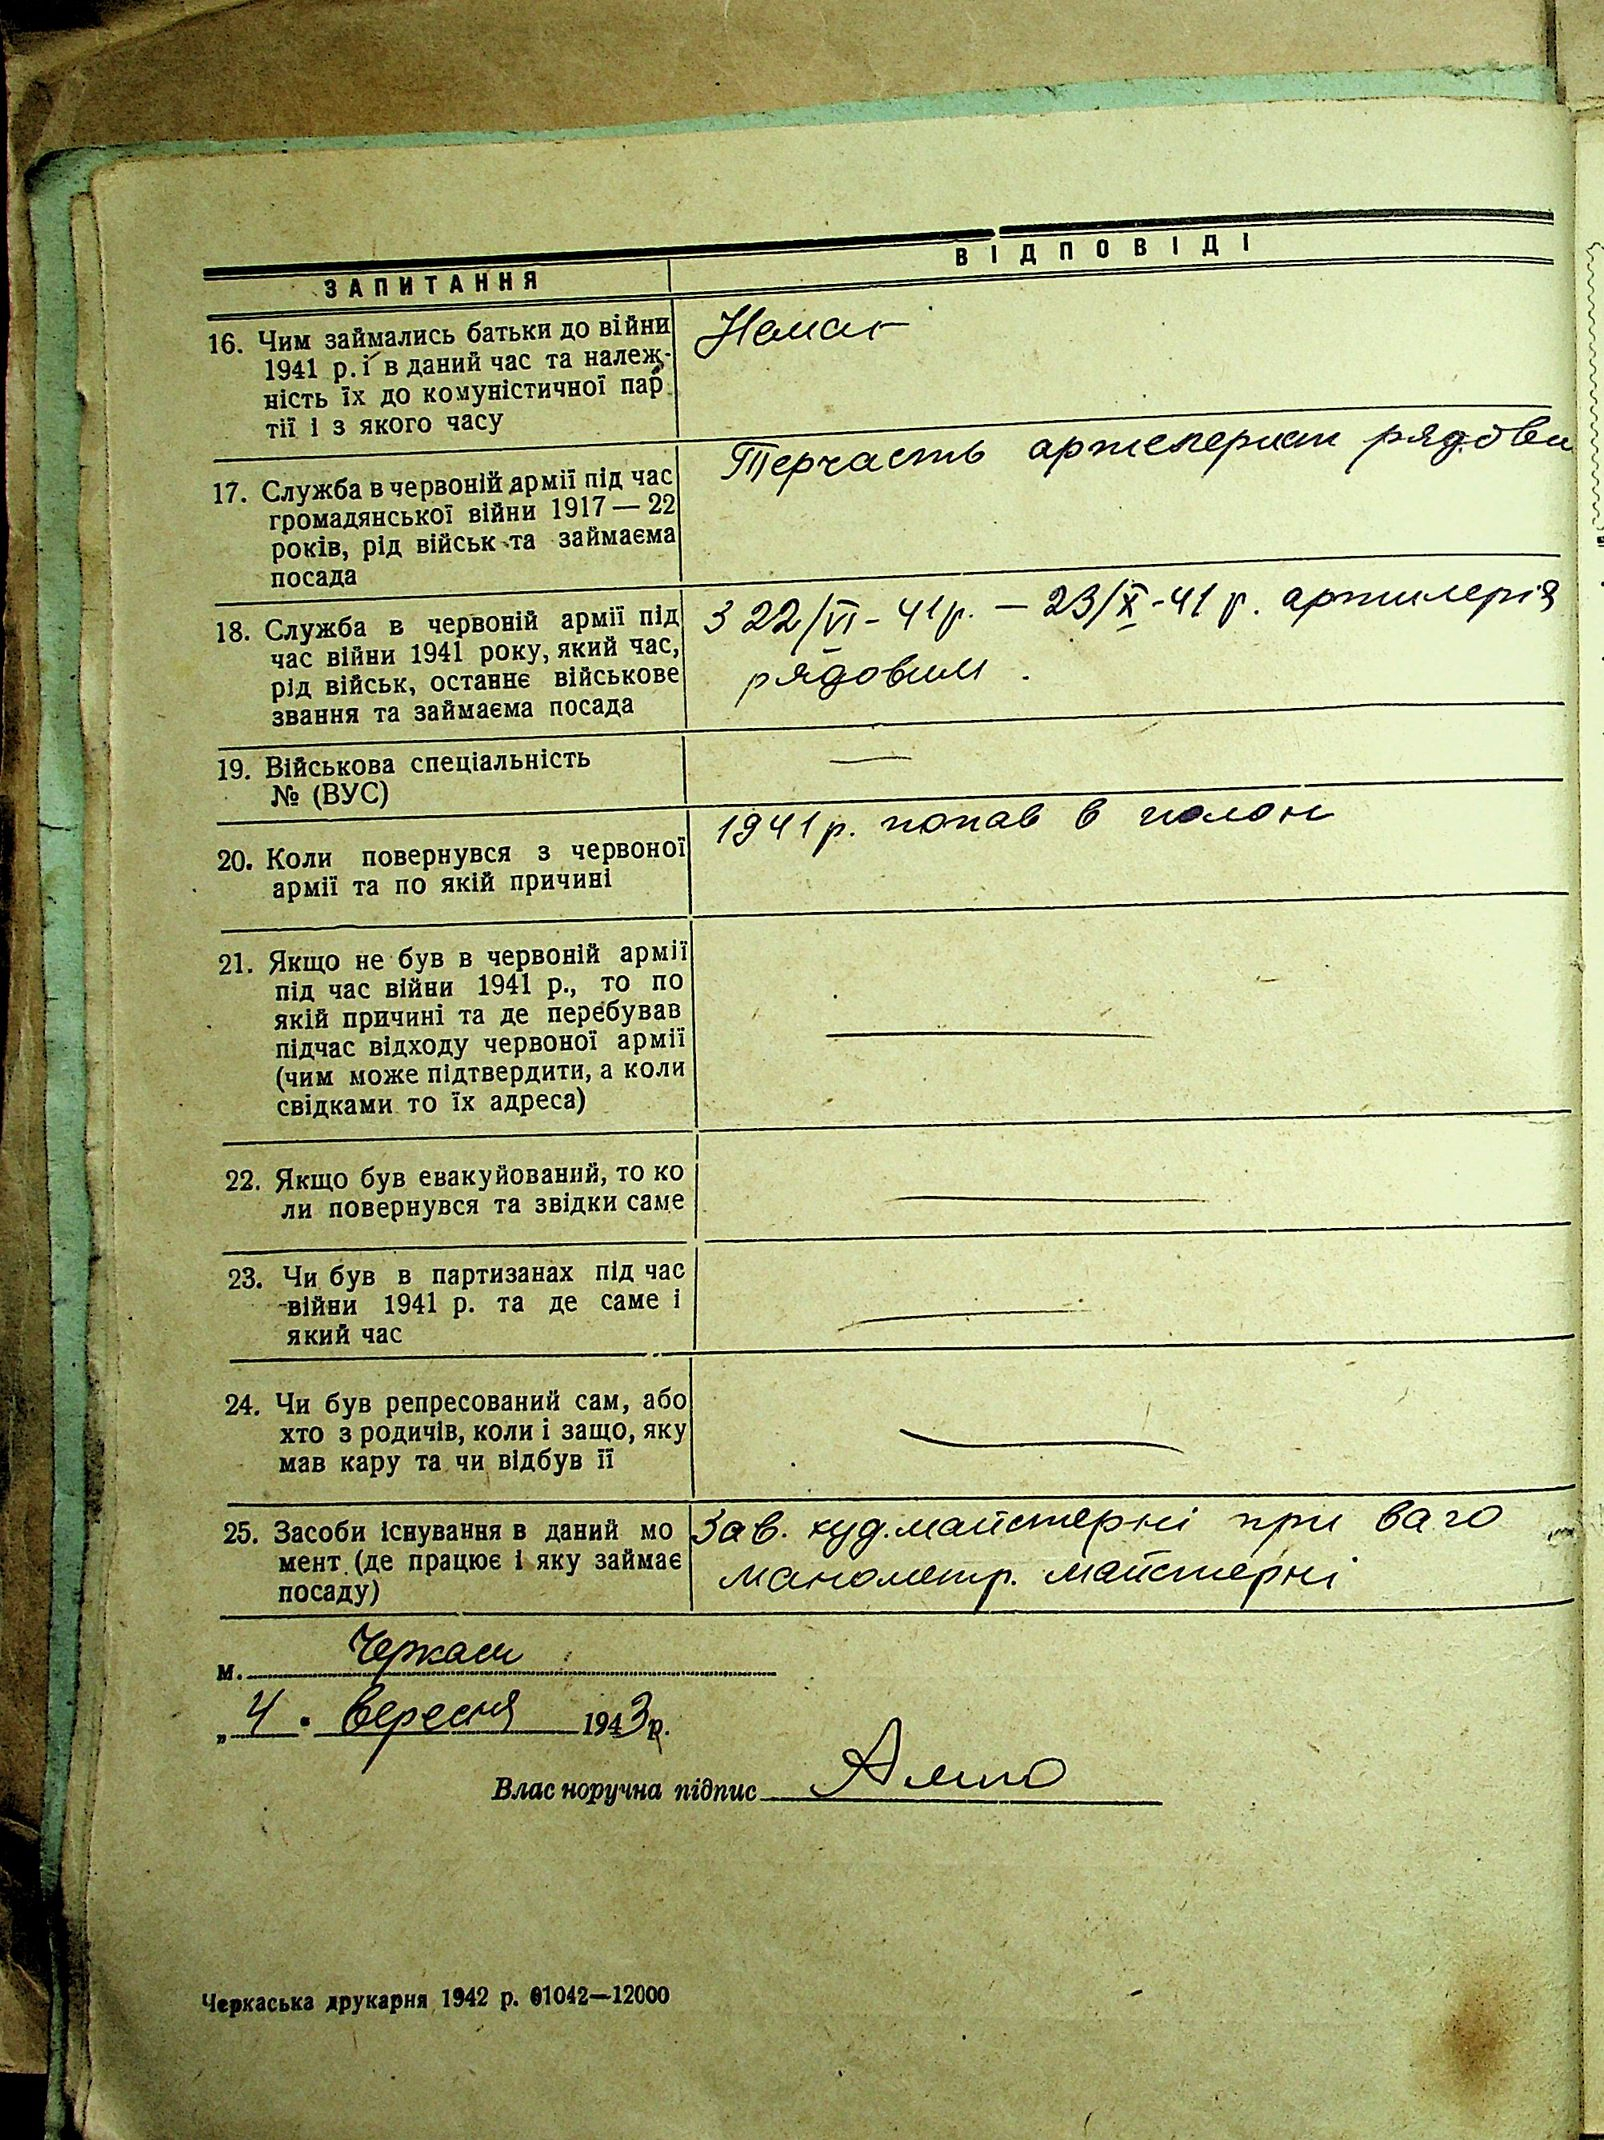 ЗАПИТАННЯ
ВІДПОВІДІ
16. Чим займались батьки до війни
1941 р. і в даний час та належ-
ність їх до комуністичної пар
тії і з якого часу
Немає
17. Служба в червоній армії під час
громадянської війни 1917—22
років, рід військ та займаєма
посада
Терчасть артилерист рядови
18. Служба в червоній армії під
час війни 1941 року, який час,
рід військ, останнє військове
звання та займаєма посада
З 22/VI-41р. — 23/X-41 р. артилерія
рядовим.
19. Військова спеціальність
№ (ВУС)
—
20. Коли повернувся з червоної
армії та по якій причині
1941 р. попав в полон
21. Якщо не був в червоній армії
під час війни 1941 р., то по
якій причині та де перебував
підчас відходу червоної армії
(чим може підтвердити, а коли
свідками то їх адреса)
—
22. Якщо був евакуйований, то ко
ли повернувся та звідки саме
—
23. Чи був в партизанах під час
війни 1941 р. та де саме і
який час
—
24. Чи був репресований сам, або
хто з родичів, коли і защо, яку
мав кару та чи відбув її
—
25. Засоби існування в даний мо
мент (де працює і яку займає
посаду)
Зав. худ. майстерні при ваго
манометр. майстерні
м. Черкаси
„4. вересня 1943р.
Влас норучна підпис
Черкаська друкарня 1942 р. 01042—12000